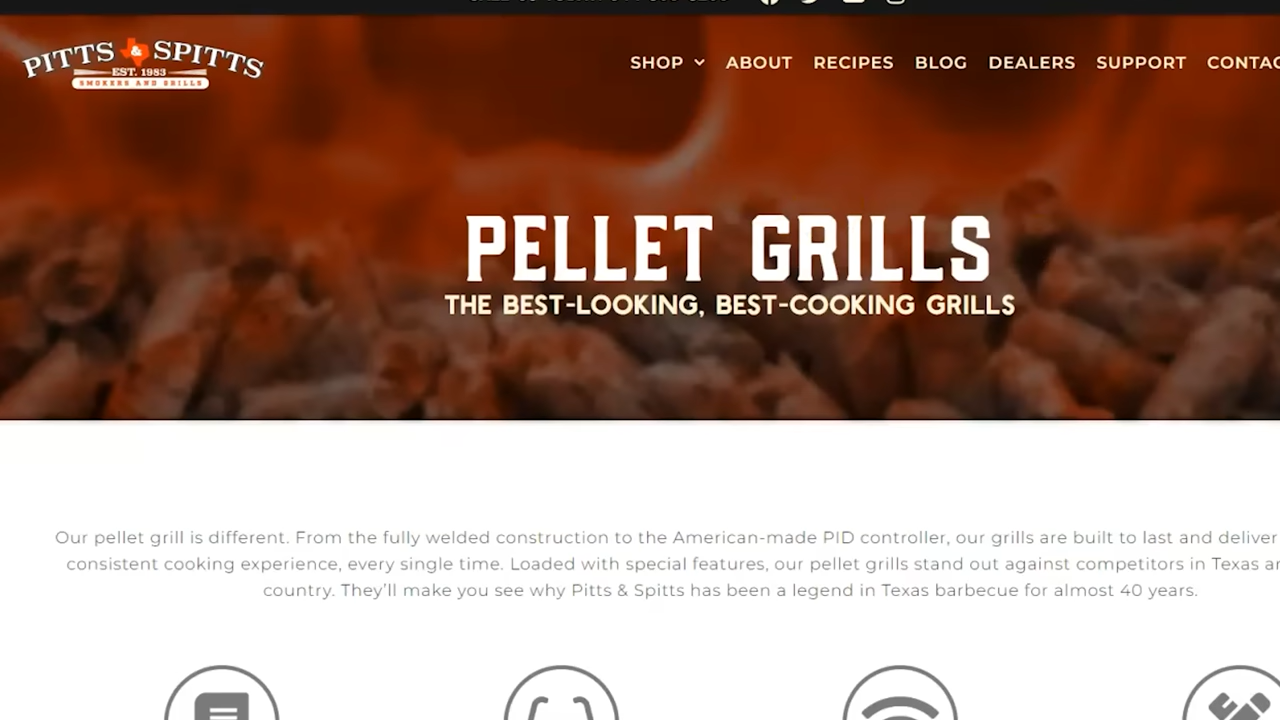 PITTS & SPITTS
EST. 1983
SMOKERS AND GRILLS
SHOP ABOUT RECIPES BLOG DEALERS SUPPORT
PELLET GRILLS
THE BEST-LOOKING, BEST-COOKING GRILLS
Our pellet grill is different. From the fully welded construction to the American-made PID controller, our grills are built to last and deliver
consistent cooking experience, every single time. Loaded with special features, our pellet grills stand out against competitors in Texas
country. They’ll make you see why Pitts & Spitts has been a legend in Texas barbecue for almost 40 years.